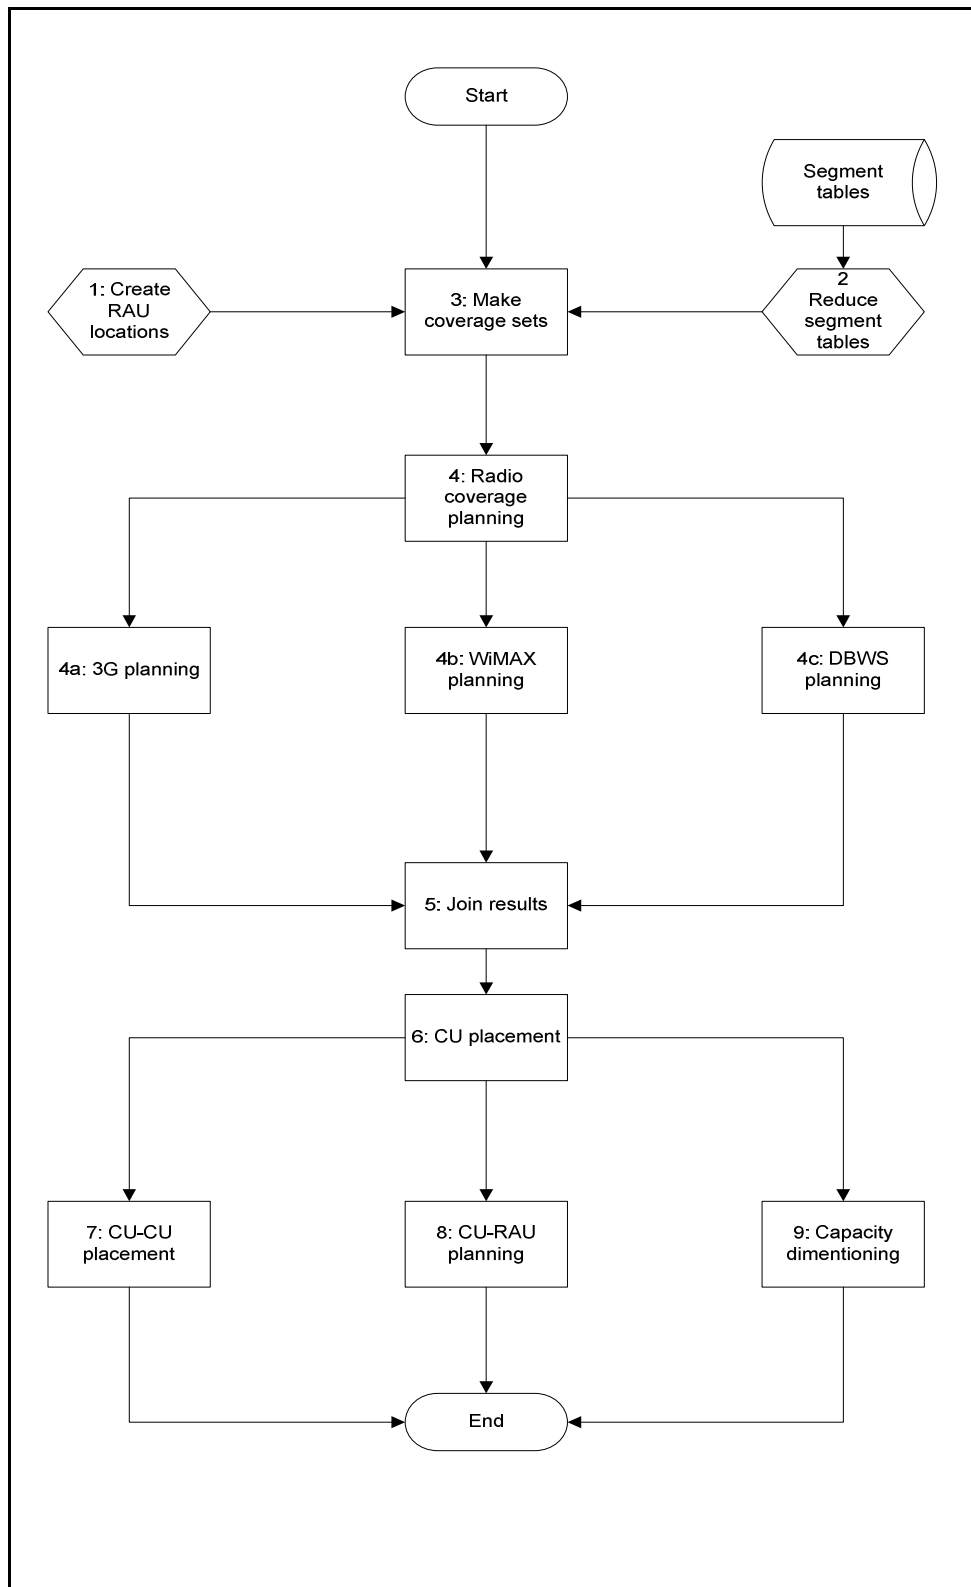 Start
Segment
tables
1: Create
RAU
locations
3: Make
coverage sets
2
Reduce
segment
tables
4: Radio
coverage
planning
4a: 3G planning
4b: WiMAX
planning
4c: DBWS
planning
5: Join results
6: CU placement
7: CU-CU
placement
8: CU-RAU
planning
9: Capacity
dimentioning
End